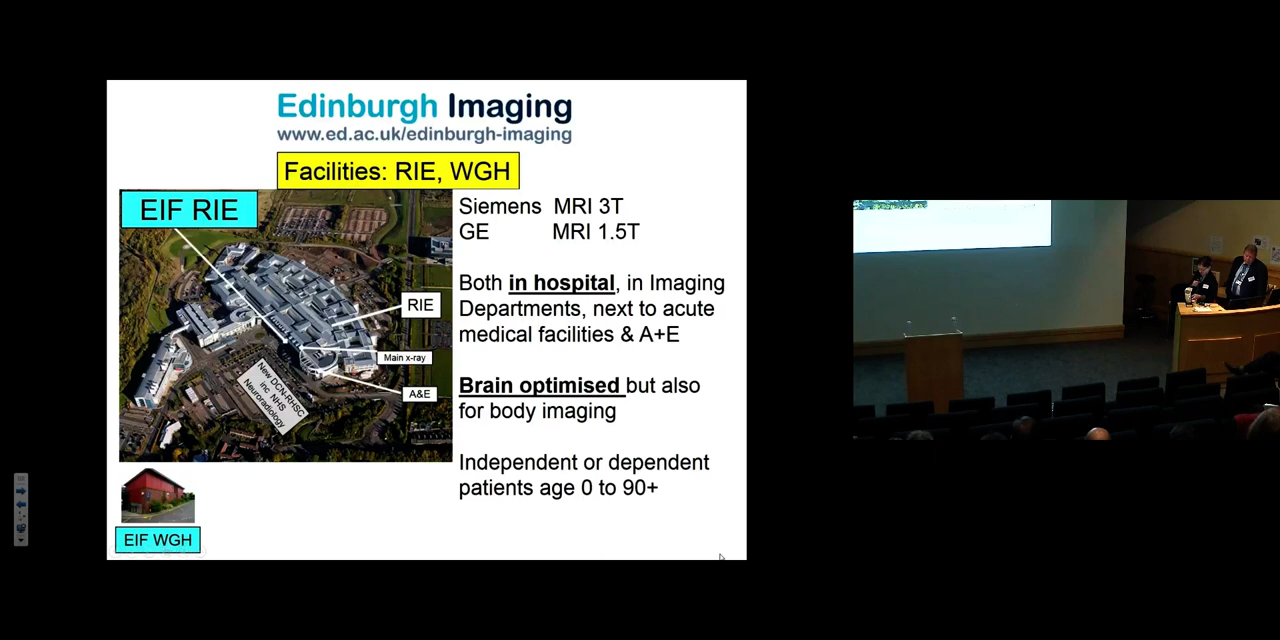 Edinburgh Imaging
www.ed.ac.uk/edinburgh-imaging
Facilities: RIE, WGH
EIF RIE
RIE
Main x-ray
A&E
New DCN-RHSC
inc. NHS
Neuroradiology
EIF WGH
Siemens MRI 3T
GE MRI 1.5T
Both in hospital, in Imaging
Departments, next to acute
medical facilities & A+E
Brain optimised but also
for body imaging
Independent or dependent
patients age 0 to 90+